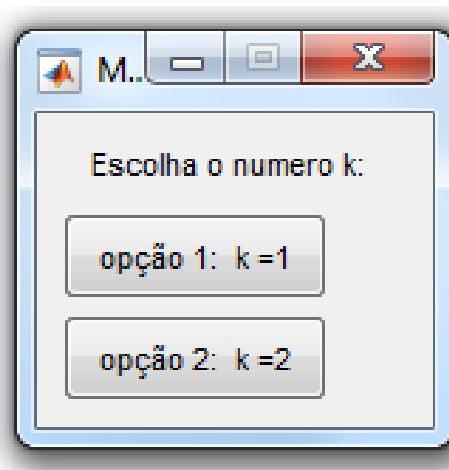 M...
Escolha o numero k:
opção 1:  k =1
opção 2:  k =2